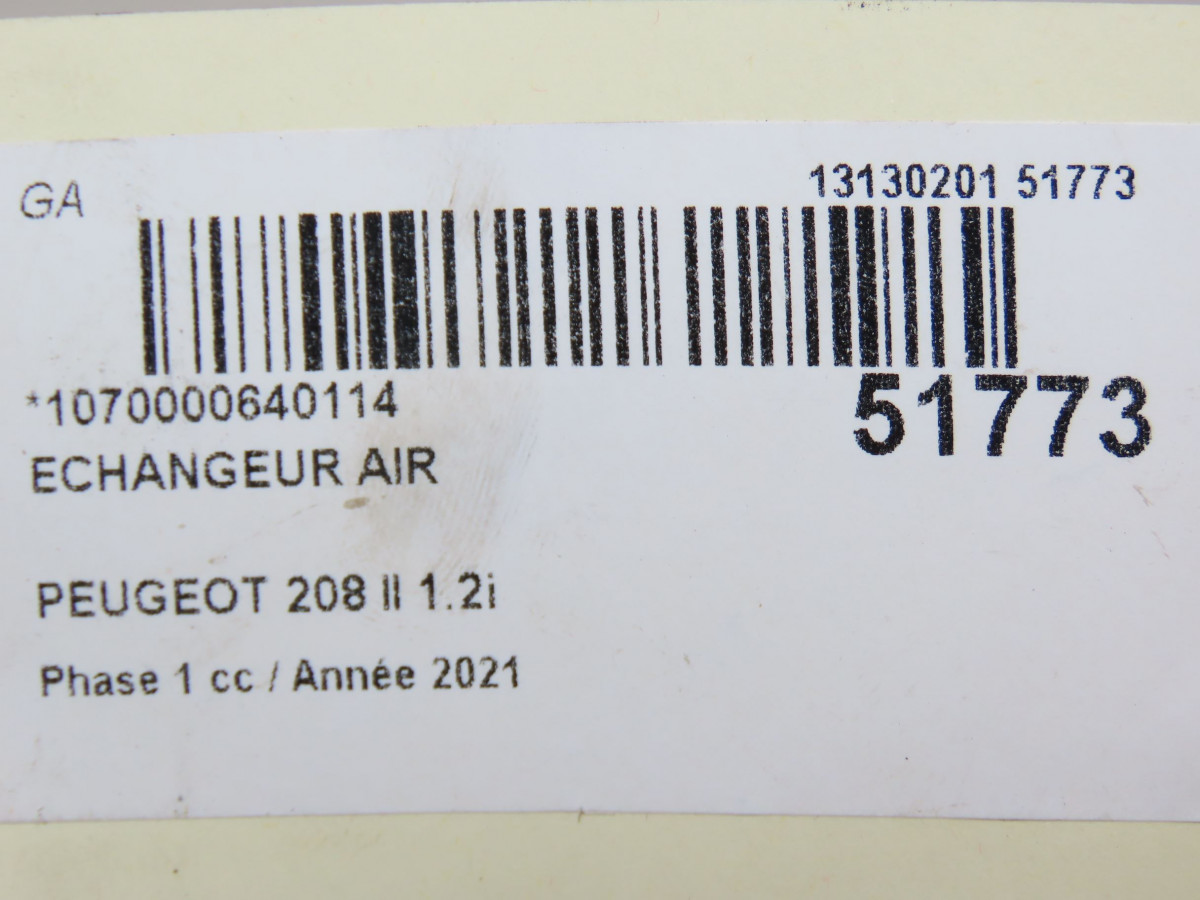 GA
13130201 51773
*1070000640114
51773
ECHANGEUR AIR
PEUGEOT 208 II 1.2i
Phase 1 cc / Année 2021